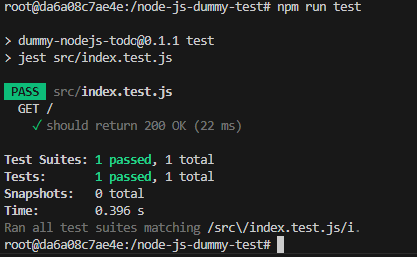 root@da6a08c7ae4e:/node-js-dummy-test# npm run test
> dummy-nodejs-todo@0.1.1 test
> jest src/index.test.js
PASS src/index.test.js
GET /
✓ should return 200 OK (22 ms)
Test Suites: 1 passed, 1 total
Tests: 1 passed, 1 total
Snapshots: 0 total
Time: 0.396 s
Ran all test suites matching /src\/index.test.js/i.
root@da6a08c7ae4e:/node-js-dummy-test#